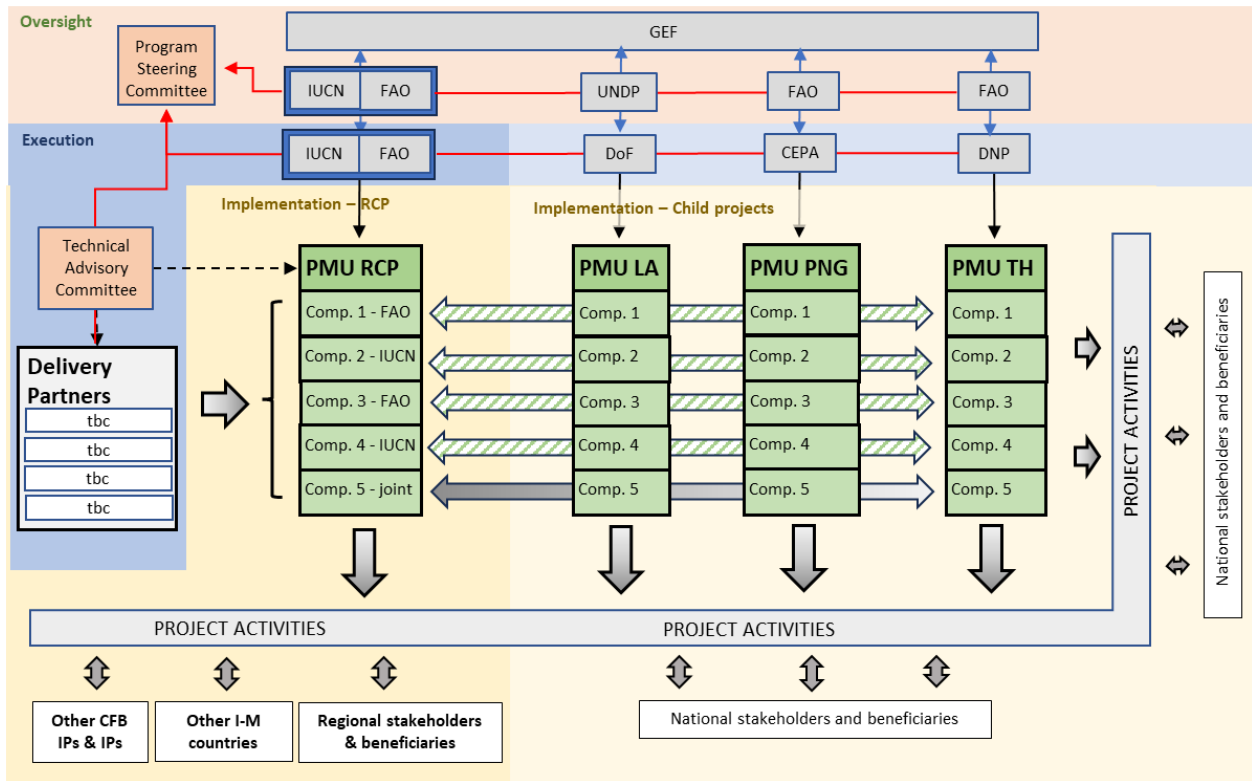 Oversight
GEF
Program
Steering
Committee
IUCN
FAO
UNDP
FAO
FAO
Execution
IUCN
FAO
DoF
CEPA
DNP
Implementation – RCP
Implementation – Child projects
Technical
Advisory
Committee
PMU RCP
Comp. 1 - FAO
Comp. 2 - IUCN
Comp. 3 - FAO
Comp. 4 - IUCN
Comp. 5 - joint
PMU LA
Comp. 1
Comp. 2
Comp. 3
Comp. 4
Comp. 5
PMU PNG
Comp. 1
Comp. 2
Comp. 3
Comp. 4
Comp. 5
PMU TH
Comp. 1
Comp. 2
Comp. 3
Comp. 4
Comp. 5
Delivery
Partners
tbc
tbc
tbc
tbc
PROJECT ACTIVITIES
National stakeholders and beneficiaries
PROJECT ACTIVITIES
PROJECT ACTIVITIES
Other CFB
IPs & IPs
Other I-M
countries
Regional stakeholders
& beneficiaries
National stakeholders and beneficiaries